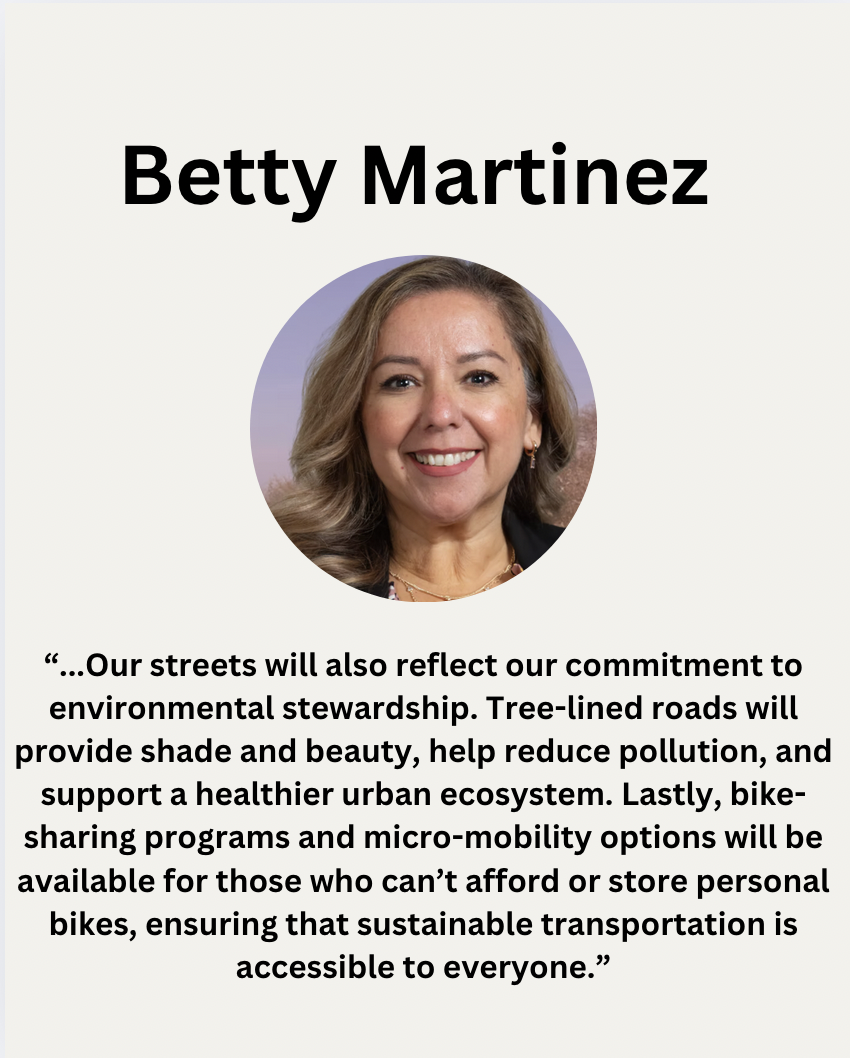 Betty Martinez
“...Our streets will also reflect our commitment to
environmental stewardship. Tree-lined roads will
provide shade and beauty, help reduce pollution, and
support a healthier urban ecosystem. Lastly, bike-
sharing programs and micro-mobility options will be
available for those who can’t afford or store personal
bikes, ensuring that sustainable transportation is
accessible to everyone.”